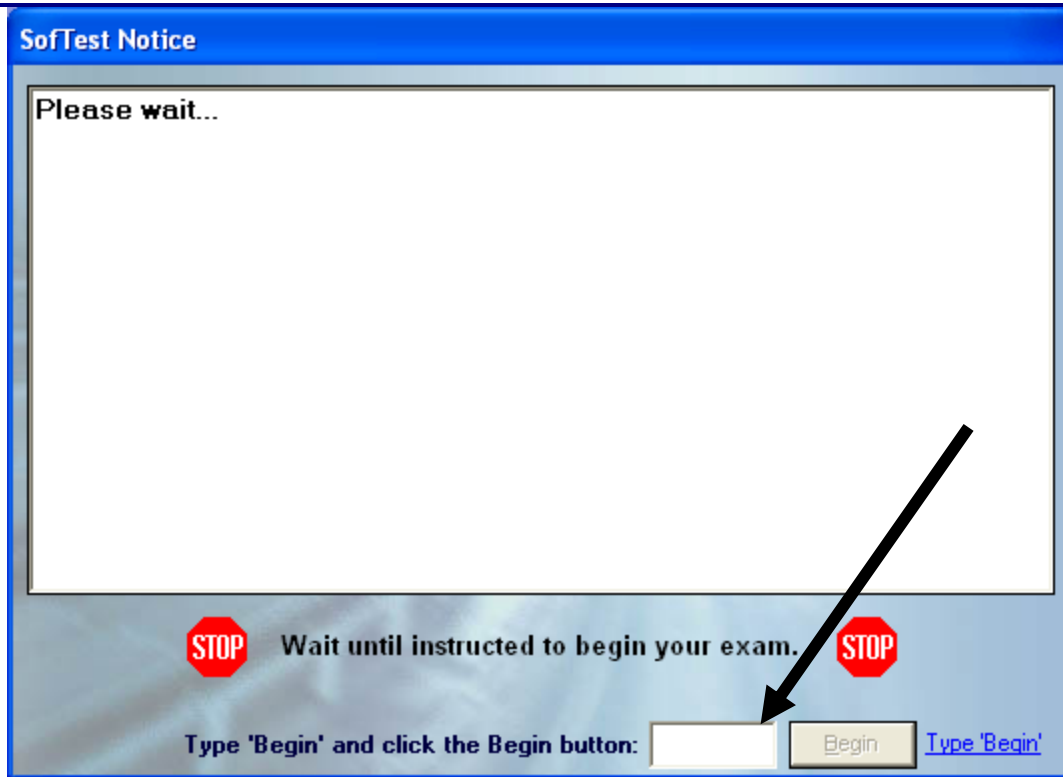 SofTest Notice
Please wait...
STOP Wait until instructed to begin your exam. STOP
Type 'Begin' and click the Begin button: Begin Type 'Begin'